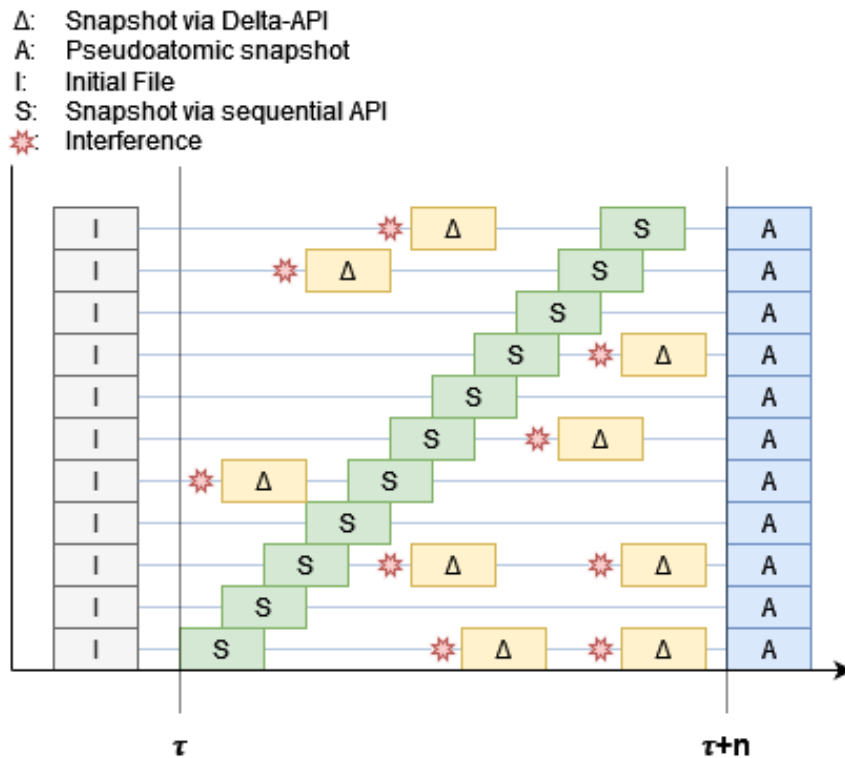 Δ: Snapshot via Delta-API
A: Pseudoatomic snapshot
I: Initial File
S: Snapshot via sequential API
: Interference
I Δ S A
I Δ S A
I S A
I S Δ A
I S A
I S Δ A
I Δ S A
I S A
I S Δ Δ A
I S A
I S Δ Δ A
τ τ+n